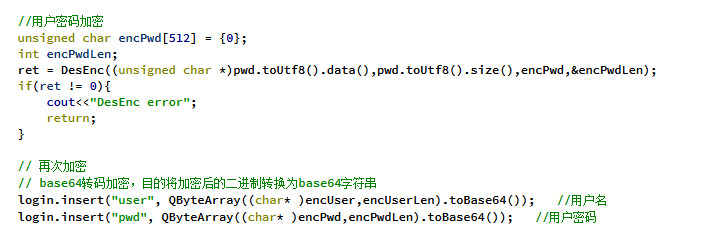 //用户密码加密
unsigned char encPwd[512] = {0};
int encPwdLen;
ret = DesEnc((unsigned char *)pwd.toUtf8().data(),pwd.toUtf8().size(),encPwd,&encPwdLen);
if(ret != 0){
    cout<<"DesEnc error";
    return;
}
// 再次加密
// base64转码加密，目的将加密后的二进制转换为base64字符串
login.insert("user", QByteArray((char* )encUser,encUserLen).toBase64());   //用户名
login.insert("pwd", QByteArray((char* )encPwd,encPwdLen).toBase64());   //用户密码